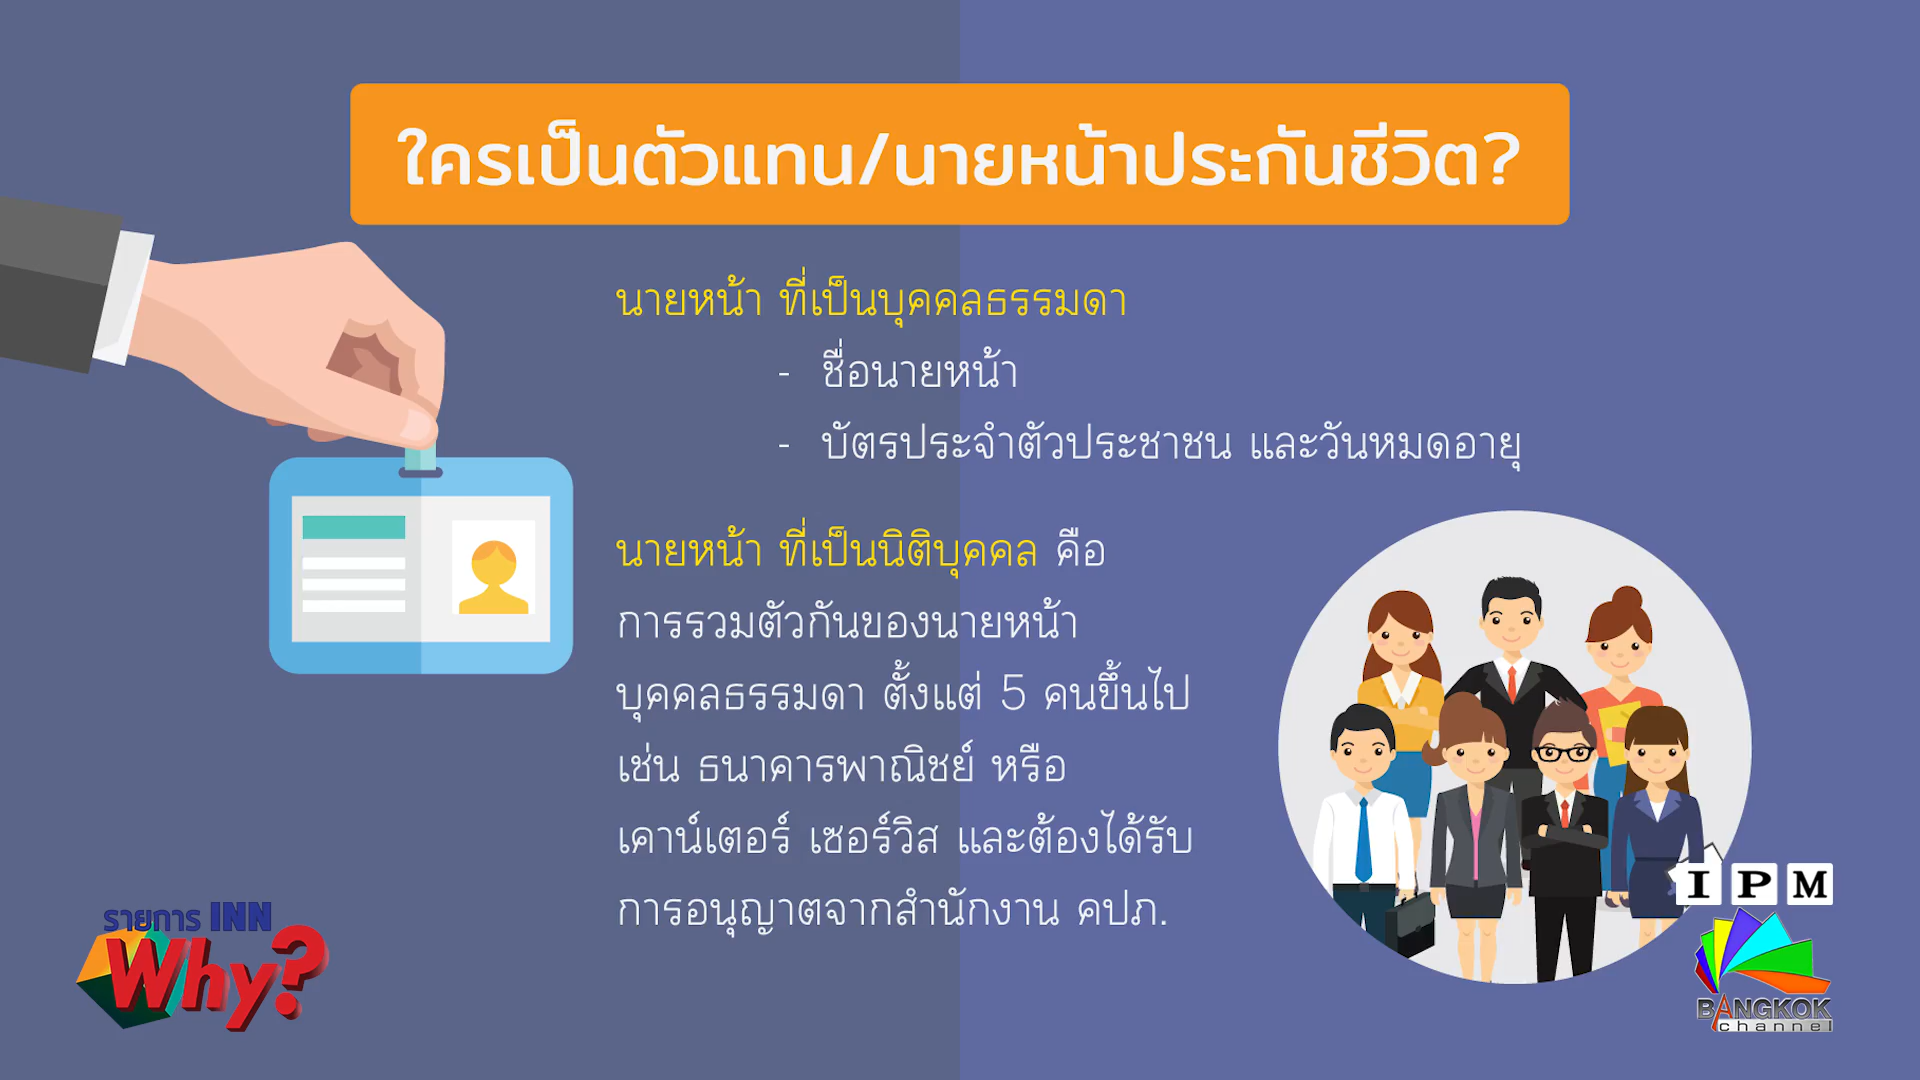 ใครเป็นตัวแทน/นายหน้าประกันชีวิต?
นายหน้า ที่เป็นบุคคลธรรมดา
- ชื่อนายหน้า
- บัตรประจำตัวประชาชน และวันหมดอายุ
นายหน้า ที่เป็นนิติบุคคล คือ
การรวมตัวกันของนายหน้า
บุคคลธรรมดา ตั้งแต่ 5 คนขึ้นไป
เช่น ธนาคารพาณิชย์ หรือ
เคาน์เตอร์ เซอร์วิส และต้องได้รับ
การอนุญาตจากสำนักงาน คปภ.
รายการ INN
Why?
IPM
BANGKOK
channel